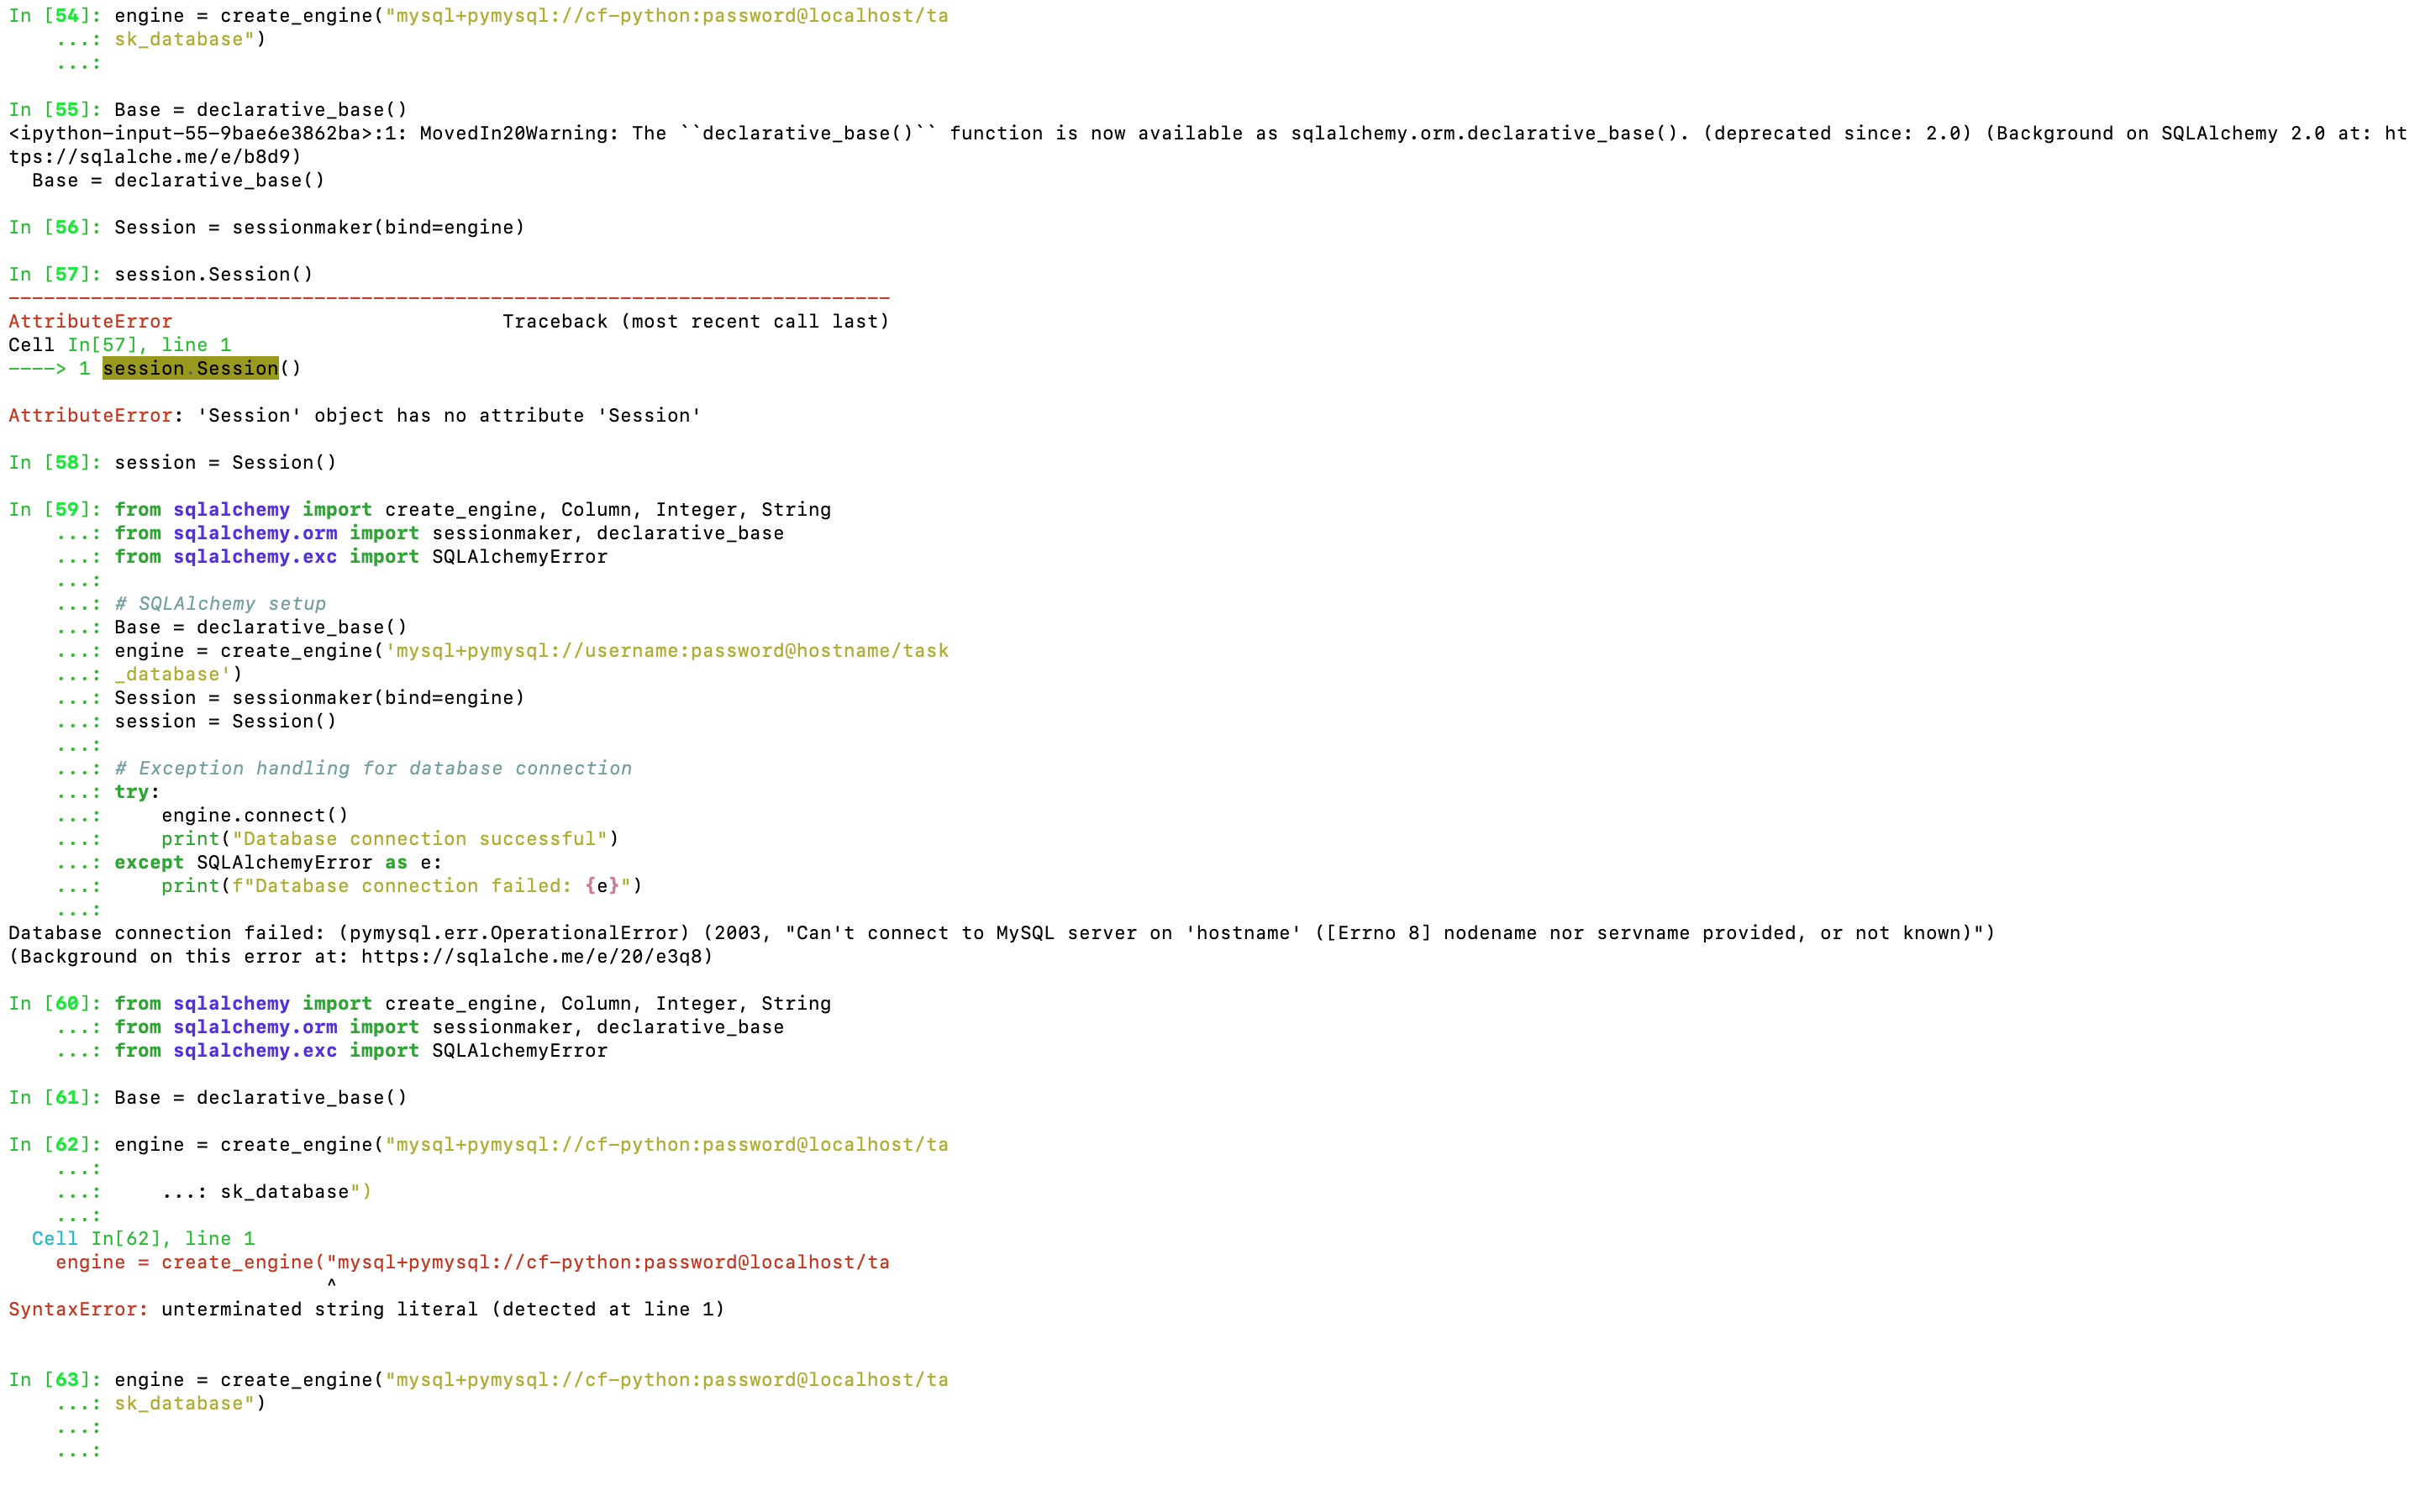 In [54]: engine = create_engine("mysql+pymysql://cf-python:password@localhost/ta
    ...: sk_database")
    ...:
In [55]: Base = declarative_base()
<ipython-input-55-9bae6e3862ba>:1: MovedIn20Warning: The ``declarative_base()`` function is now available as sqlalchemy.orm.declarative_base(). (deprecated since: 2.0) (Background on SQLAlchemy 2.0 at: ht
tps://sqlalche.me/e/b8d9)
  Base = declarative_base()
In [56]: Session = sessionmaker(bind=engine)
In [57]: session.Session()
---------------------------------------------------------------------------
AttributeError                            Traceback (most recent call last)
Cell In[57], line 1
----> 1 session.Session()
AttributeError: 'Session' object has no attribute 'Session'
In [58]: session = Session()
In [59]: from sqlalchemy import create_engine, Column, Integer, String
    ...: from sqlalchemy.orm import sessionmaker, declarative_base
    ...: from sqlalchemy.exc import SQLAlchemyError
    ...:
    ...: # SQLAlchemy setup
    ...: Base = declarative_base()
    ...: engine = create_engine('mysql+pymysql://username:password@hostname/task
    ...: _database')
    ...: Session = sessionmaker(bind=engine)
    ...: session = Session()
    ...:
    ...: # Exception handling for database connection
    ...: try:
    ...:     engine.connect()
    ...:     print("Database connection successful")
    ...: except SQLAlchemyError as e:
    ...:     print(f"Database connection failed: {e}")
    ...:
Database connection failed: (pymysql.err.OperationalError) (2003, "Can't connect to MySQL server on 'hostname' ([Errno 8] nodename nor servname provided, or not known)")
(Background on this error at: https://sqlalche.me/e/20/e3q8)
In [60]: from sqlalchemy import create_engine, Column, Integer, String
    ...: from sqlalchemy.orm import sessionmaker, declarative_base
    ...: from sqlalchemy.exc import SQLAlchemyError
In [61]: Base = declarative_base()
In [62]: engine = create_engine("mysql+pymysql://cf-python:password@localhost/ta
    ...:
    ...:     ...: sk_database")
    ...:
  Cell In[62], line 1
    engine = create_engine("mysql+pymysql://cf-python:password@localhost/ta
                           ^
SyntaxError: unterminated string literal (detected at line 1)
In [63]: engine = create_engine("mysql+pymysql://cf-python:password@localhost/ta
    ...: sk_database")
    ...:
    ...: